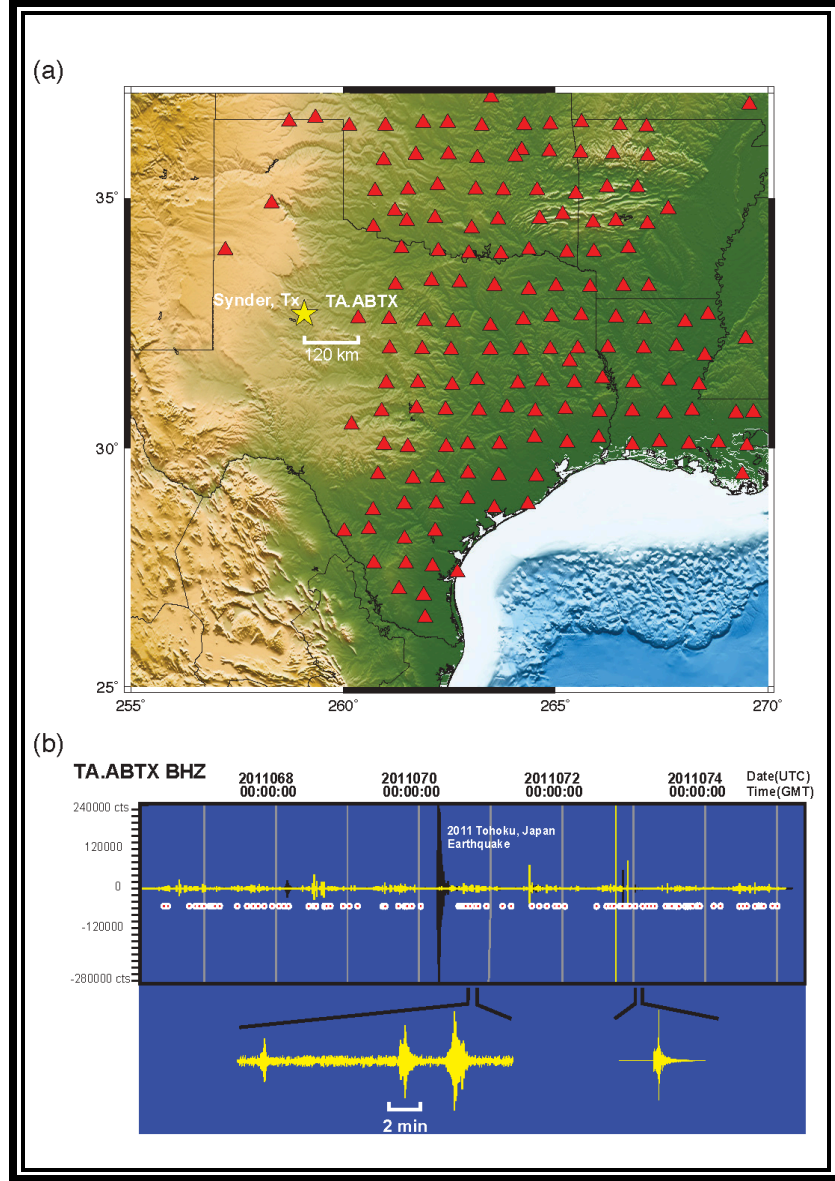 (a)
35°
Synder, Tx TA.ABTX
120 km
30°
25°
255° 260° 265° 270°
(b)
TA.ABTX BHZ
2011068 2011070 2011072 2011074 Date(UTC)
00:00:00 00:00:00 00:00:00 00:00:00 Time(GMT)
240000 cts
2011 Tohoku, Japan
Earthquake
120000
0
-120000
-280000 cts
2 min